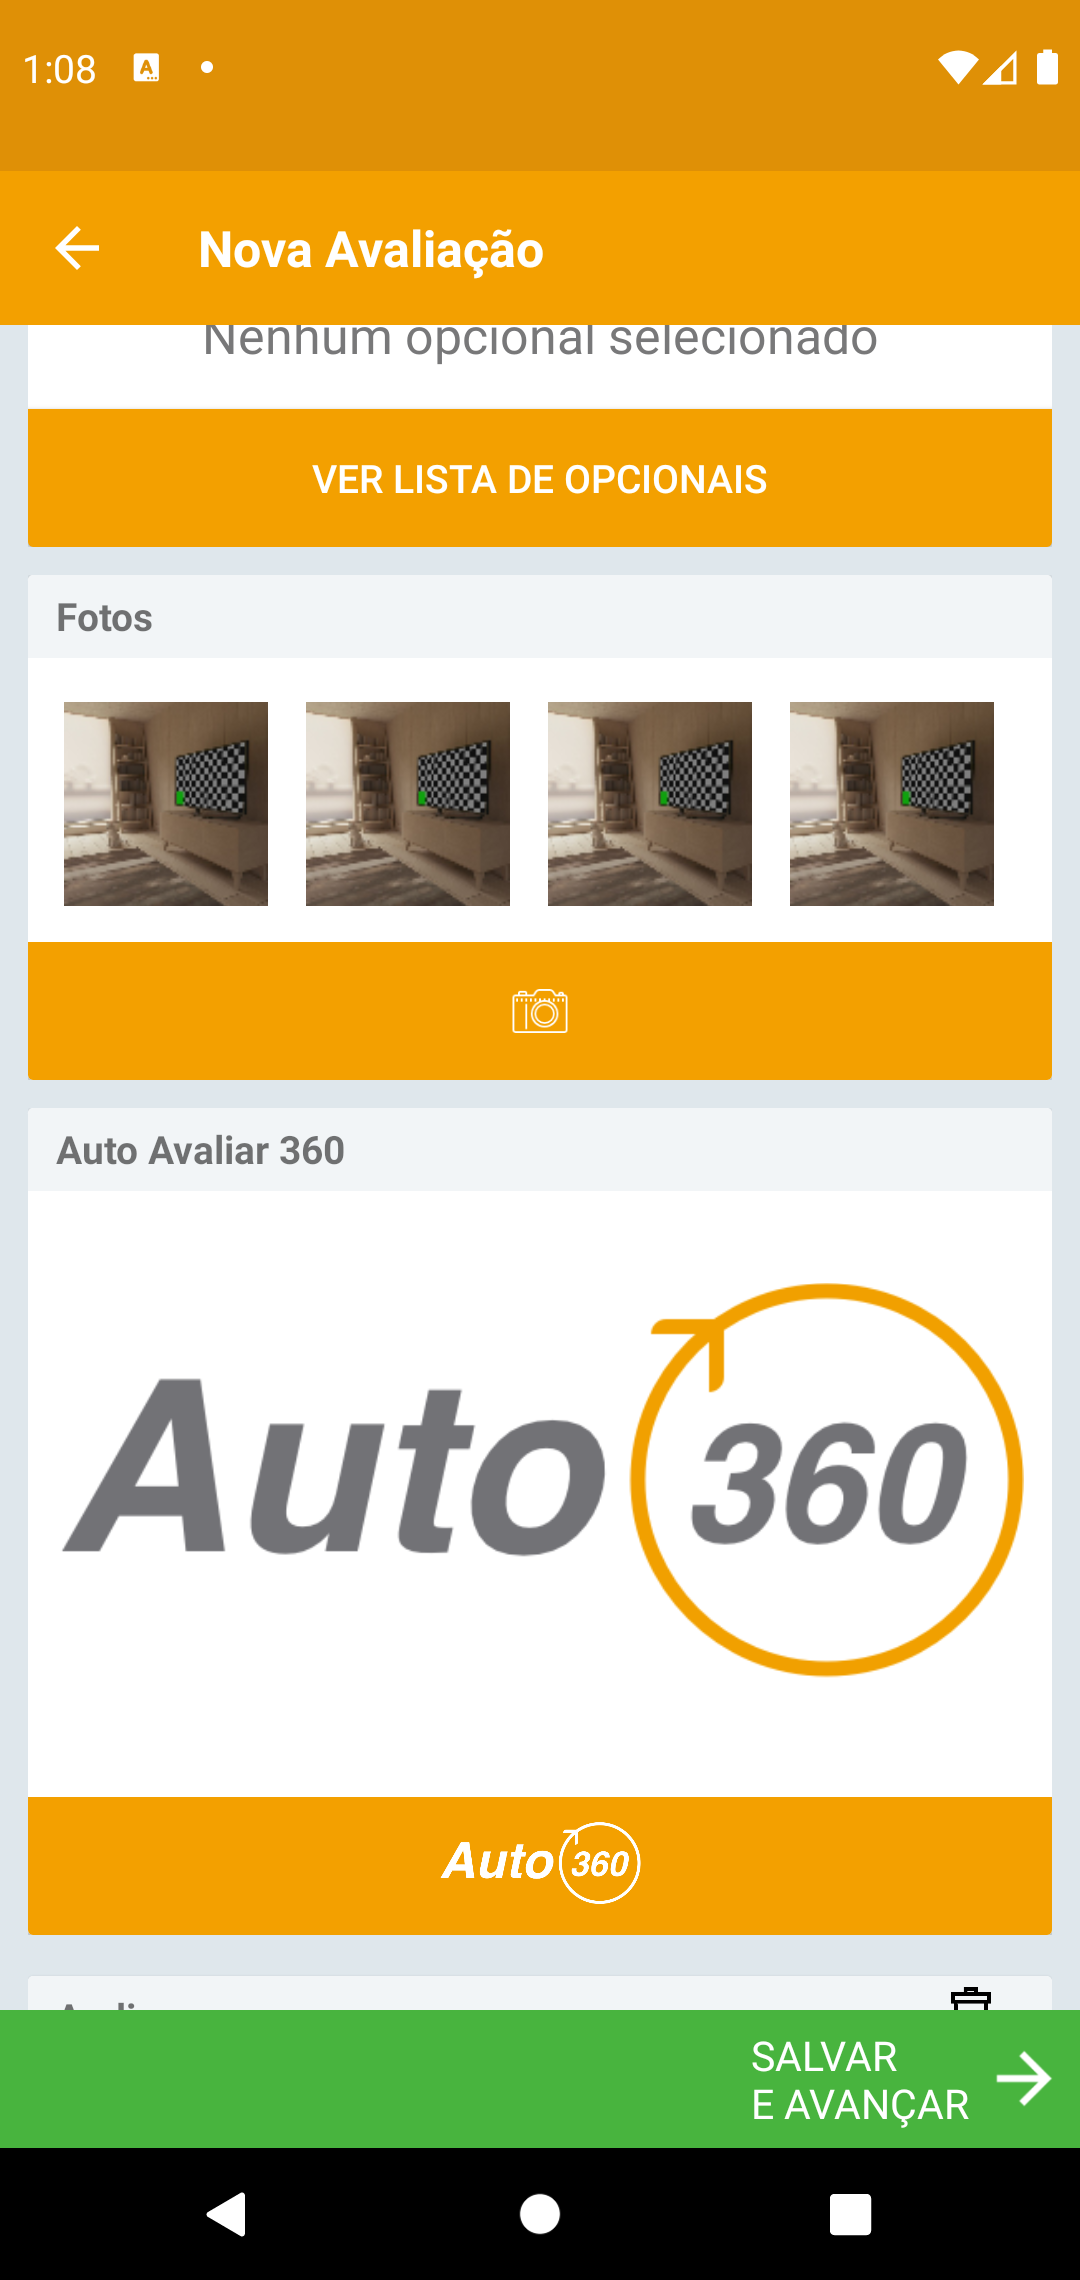 1:08
Nova Avaliação
Nenhum opcional selecionado
VER LISTA DE OPCIONAIS
Fotos
Auto Avaliar 360
Auto 360
Auto 360
SALVAR
E AVANÇAR